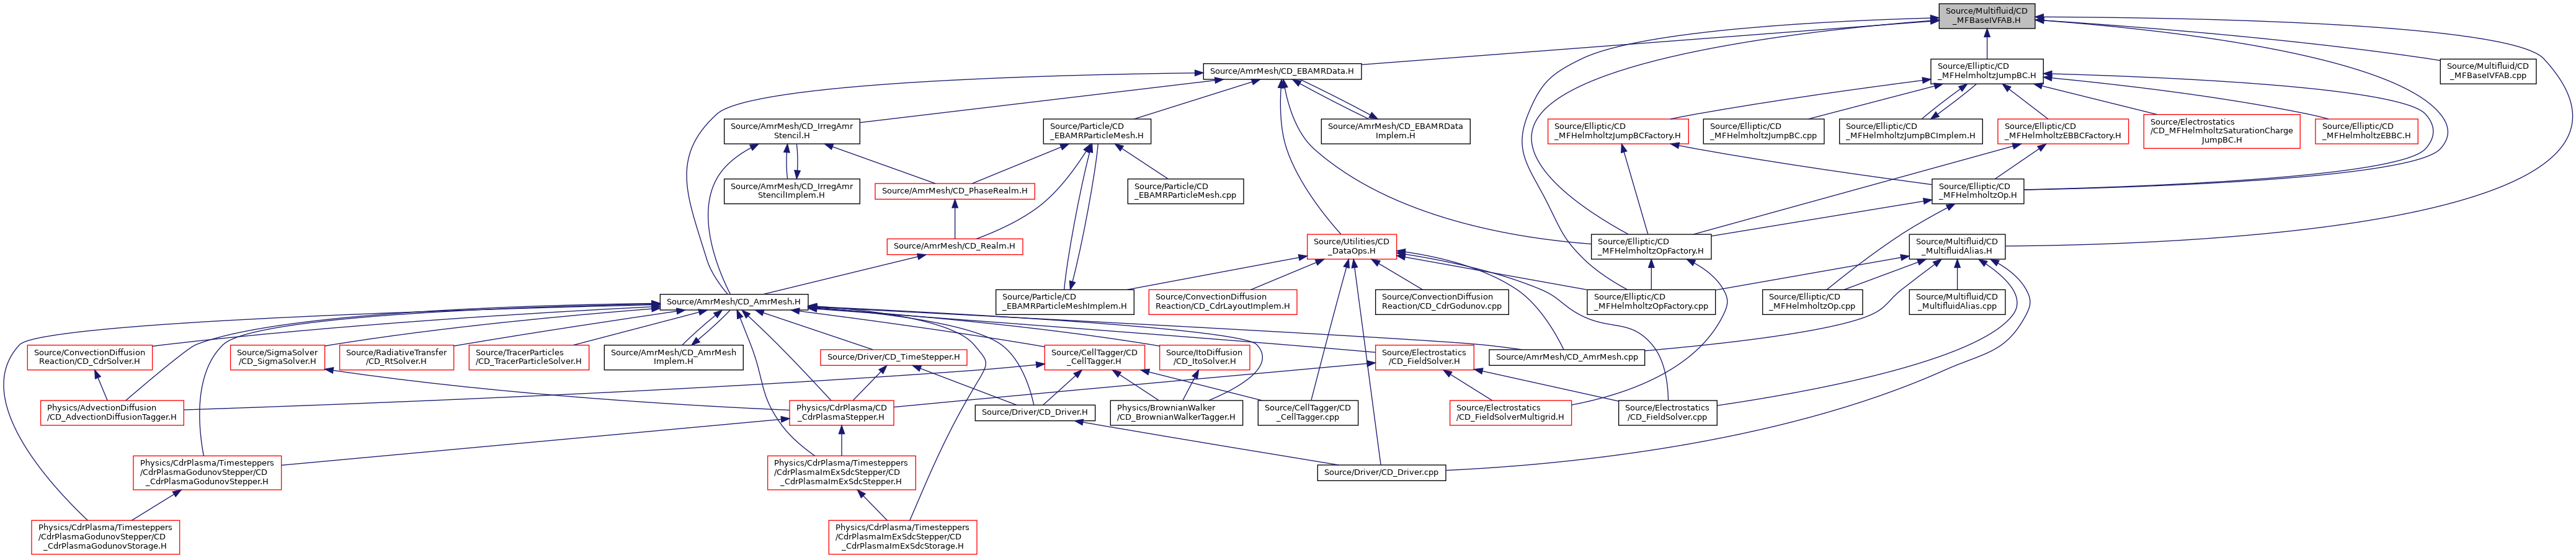 Source/Multifluid/CD
_MFBaseIVFAB.H
Source/AmrMesh/CD_EBAMRData.H
Source/Elliptic/CD
_MFHelmholtzJumpBC.H
Source/Multifluid/CD
_MFBaseIVFAB.cpp
Source/AmrMesh/CD_IrregAmr
Stencil.H
Source/Particle/CD
_EBAMRParticleMesh.H
Source/AmrMesh/CD_EBAMRData
Implem.H
Source/Elliptic/CD
_MFHelmholtzJumpBCFactory.H
Source/Elliptic/CD
_MFHelmholtzJumpBC.cpp
Source/Elliptic/CD
_MFHelmholtzJumpBCImplem.H
Source/Elliptic/CD
_MFHelmholtzEBBCFactory.H
Source/Electrostatics
/CD_MFHelmholtzSaturationCharge
JumpBC.H
Source/Elliptic/CD
_MFHelmholtzEBBC.H
Source/AmrMesh/CD_IrregAmr
StencilImplem.H
Source/AmrMesh/CD_PhaseRealm.H
Source/Particle/CD
_EBAMRParticleMesh.cpp
Source/Elliptic/CD
_MFHelmholtzOp.H
Source/AmrMesh/CD_Realm.H
Source/Utilities/CD
_DataOps.H
Source/Elliptic/CD
_MFHelmholtzOpFactory.H
Source/Multifluid/CD
_MultifluidAlias.H
Source/AmrMesh/CD_AmrMesh.H
Source/Particle/CD
_EBAMRParticleMeshImplem.H
Source/ConvectionDiffusion
Reaction/CD_CdrLayoutImplem.H
Source/ConvectionDiffusion
Reaction/CD_CdrGodunov.cpp
Source/Elliptic/CD
_MFHelmholtzOpFactory.cpp
Source/Elliptic/CD
_MFHelmholtzOp.cpp
Source/Multifluid/CD
_MultifluidAlias.cpp
Source/ConvectionDiffusion
Reaction/CD_CdrSolver.H
Source/SigmaSolver
/CD_SigmaSolver.H
Source/RadiativeTransfer
/CD_RtSolver.H
Source/TracerParticles
/CD_TracerParticleSolver.H
Source/AmrMesh/CD_AmrMesh
Implem.H
Source/Driver/CD_TimeStepper.H
Source/CellTagger/CD
_CellTagger.H
Source/ItoDiffusion
/CD_ItoSolver.H
Source/Electrostatics
/CD_FieldSolver.H
Source/AmrMesh/CD_AmrMesh.cpp
Physics/AdvectionDiffusion
/CD_AdvectionDiffusionTagger.H
Physics/CdrPlasma/CD
_CdrPlasmaStepper.H
Source/Driver/CD_Driver.H
Physics/BrownianWalker
/CD_BrownianWalkerTagger.H
Source/CellTagger/CD
_CellTagger.cpp
Source/Electrostatics
/CD_FieldSolverMultigrid.H
Source/Electrostatics
/CD_FieldSolver.cpp
Physics/CdrPlasma/Timesteppers
/CdrPlasmaGodunovStepper/CD
_CdrPlasmaGodunovStepper.H
Physics/CdrPlasma/Timesteppers
/CdrPlasmaImExSdcStepper/CD
_CdrPlasmaImExSdcStepper.H
Source/Driver/CD_Driver.cpp
Physics/CdrPlasma/Timesteppers
/CdrPlasmaGodunovStepper/CD
_CdrPlasmaGodunovStorage.H
Physics/CdrPlasma/Timesteppers
/CdrPlasmaImExSdcStepper/CD
_CdrPlasmaImExSdcStorage.H